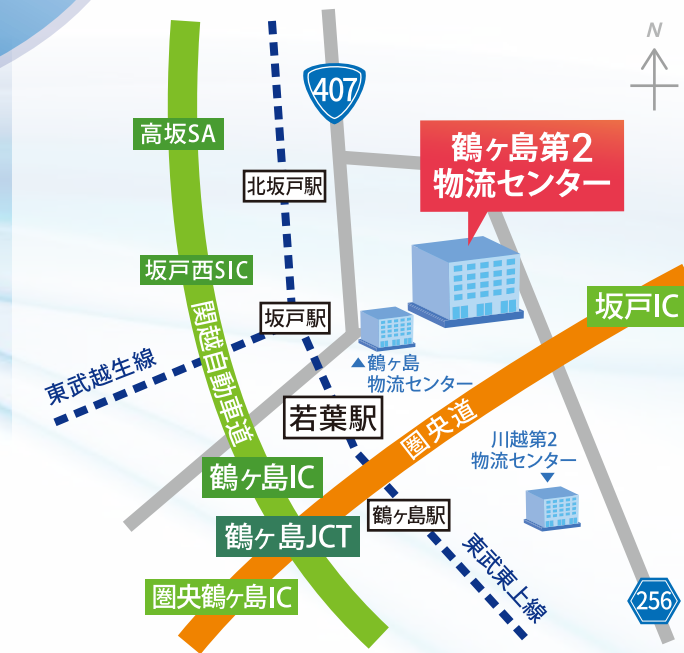 N
407
高坂SA
鶴ヶ島第2
物流センター
北坂戸駅
坂戸西SIC
坂戸IC
坂戸駅
関越自動車道
東武越生線
▲鶴ヶ島
物流センター
若葉駅
圏央道
川越第2
物流センター
▼
鶴ヶ島IC
鶴ヶ島駅
鶴ヶ島JCT
東武東上線
圏央鶴ヶ島IC
256